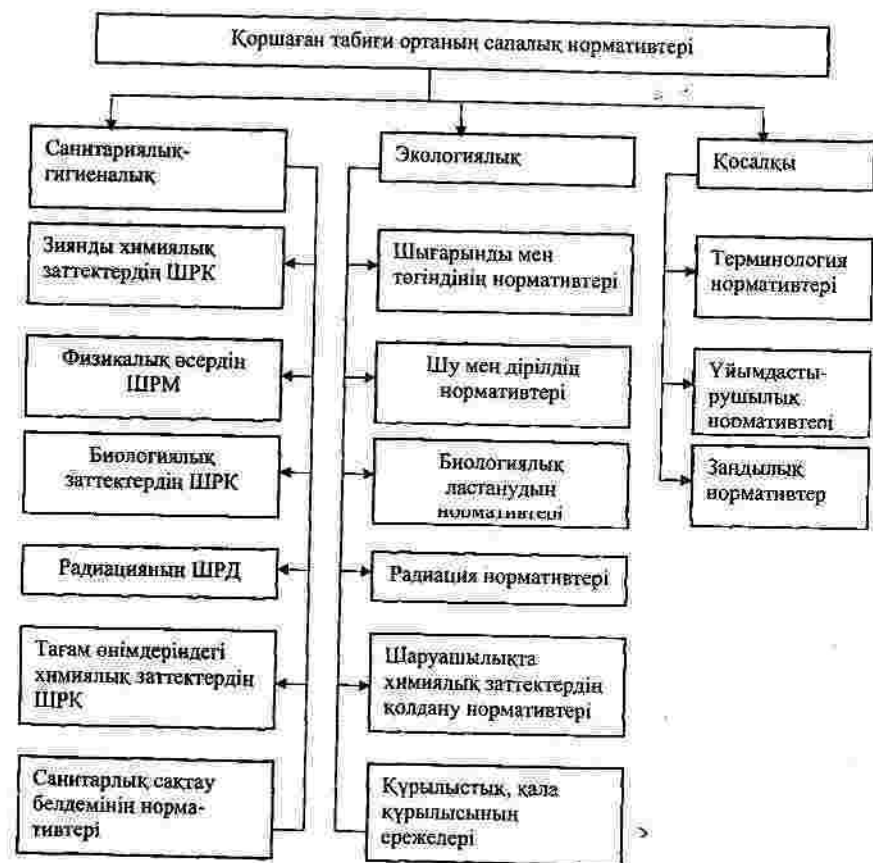 Қоршаған табиғи ортаның сапалық нормативтері
Санитариялық-
гигиеналық
Зиянды химиялық
заттектердің ШРК
Физикалық әсердің
ШРМ
Биологиялық
заттектердің ШРК
Радиацияның ШРД
Тағам өнімдеріндегі
химиялық заттектердің
ШРК
Санитарлық сақтау
белдемінің норма-
тивтері
Экологиялық
Шығарынды мен
төгіндінің нормативтері
Шу мен дірілдің
нормативтері
Биологиялық
ластанудың
нормативтері
Радиация нормативтері
Шаруашылықта
химиялық заттектердің
қолдану нормативтері
Құрылыстық, қала
құрылысының
ережелері
Қосалқы
Терминология
нормативтері
Ұйымдасты-
рушылық
нормативтері
Заңдылық
нормативтер